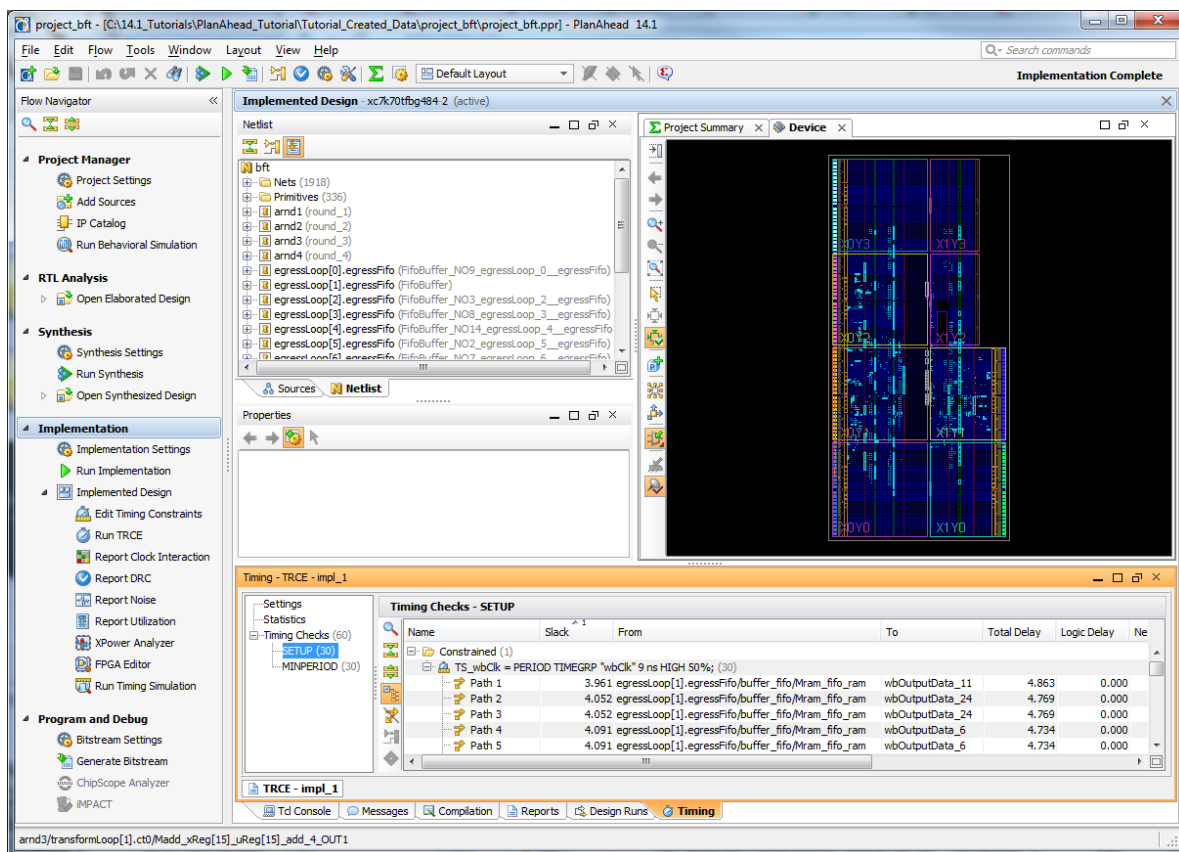 project_bft - [C:\14.1_Tutorials\PlanAhead_Tutorial\Tutorial_Created_Data\project_bft\project_bft.ppr] - PlanAhead 14.1
File Edit Flow Tools Window Layout View Help
Search commands
Default Layout
Implementation Complete
Flow Navigator
Project Manager
Project Settings
Add Sources
IP Catalog
Run Behavioral Simulation
RTL Analysis
Open Elaborated Design
Synthesis
Synthesis Settings
Run Synthesis
Open Synthesized Design
Implementation
Implementation Settings
Run Implementation
Implemented Design
Edit Timing Constraints
Run TRCE
Report Clock Interaction
Report DRC
Report Noise
Report Utilization
XPower Analyzer
FPGA Editor
Run Timing Simulation
Program and Debug
Bitstream Settings
Generate Bitstream
ChipScope Analyzer
iMPACT
Implemented Design - xc7k70tfbg484-2 (active)
Netlist
bft
Nets (1918)
Primitives (336)
arnd1 (round_1)
arnd2 (round_2)
arnd3 (round_3)
arnd4 (round_4)
egressLoop[0].egressFifo (FifoBuffer_NO9_egressLoop_0__egressFifo)
egressLoop[1].egressFifo (FifoBuffer)
egressLoop[2].egressFifo (FifoBuffer_NO3_egressLoop_2__egressFifo)
egressLoop[3].egressFifo (FifoBuffer_NO8_egressLoop_3__egressFifo)
egressLoop[4].egressFifo (FifoBuffer_NO14_egressLoop_4__egressFifo
egressLoop[5].egressFifo (FifoBuffer_NO2_egressLoop_5__egressFifo)
egressLoop[6].egressFifo (FifoBuffer_NO7_egressLoop_6__egressFifo)
Sources Netlist
Properties
Project Summary Device
X0Y3 X1Y3
X0Y2 X1Y2
X0Y1 X1Y1
X0Y0 X1Y0
Timing - TRCE - impl_1
Settings
Statistics
Timing Checks (60)
SETUP (30)
MINPERIOD (30)
Timing Checks - SETUP
Name Slack 1 From To Total Delay Logic Delay Ne
Constrained (1)
TS_wbClk = PERIOD TIMEGRP "wbClk" 9 ns HIGH 50%; (30)
Path 1 3.961 egressLoop[1].egressFifo/buffer_fifo/Mram_fifo_ram wbOutputData_11 4.863 0.000
Path 2 4.052 egressLoop[1].egressFifo/buffer_fifo/Mram_fifo_ram wbOutputData_24 4.769 0.000
Path 3 4.052 egressLoop[1].egressFifo/buffer_fifo/Mram_fifo_ram wbOutputData_24 4.769 0.000
Path 4 4.091 egressLoop[1].egressFifo/buffer_fifo/Mram_fifo_ram wbOutputData_6 4.734 0.000
Path 5 4.091 egressLoop[1].egressFifo/buffer_fifo/Mram_fifo_ram wbOutputData_6 4.734 0.000
TRCE - impl_1
Tcl Console Messages Compilation Reports Design Runs Timing
arnd3/transformLoop[1].ct0/Madd_xReg[15]_uReg[15]_add_4_OUT1